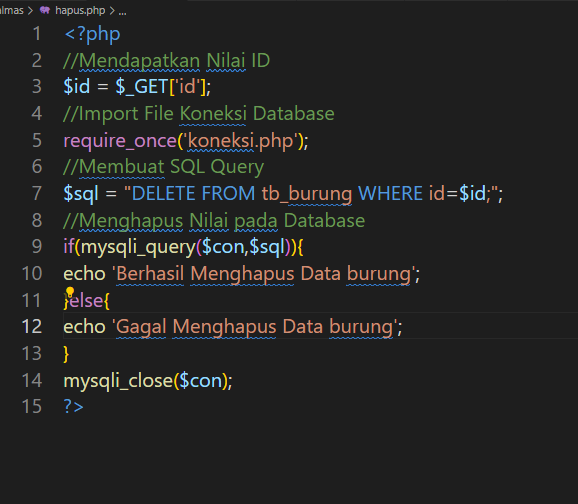 lmas > hapus.php > ...
1 <?php
2 //Mendapatkan Nilai ID
3 $id = $_GET['id'];
4 //Import File Koneksi Database
5 require_once('koneksi.php');
6 //Membuat SQL Query
7 $sql = "DELETE FROM tb_burung WHERE id=$id;";
8 //Menghapus Nilai pada Database
9 if(mysqli_query($con,$sql)){
10 echo 'Berhasil Menghapus Data burung';
11 }else{
12 echo 'Gagal Menghapus Data burung';
13 }
14 mysqli_close($con);
15 ?>